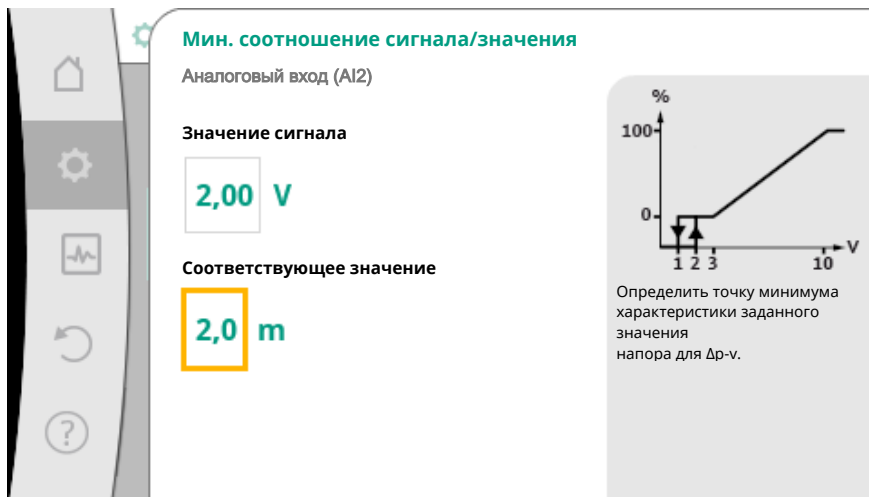 Мин. соотношение сигнала/значения
Аналоговый вход (AI2)
Значение сигнала
2,00 V
Соответствующее значение
2,0 m
%
100
0
1 2 3 10 V
Определить точку минимума
характеристики заданного
значения
напора для Δp-v.
?